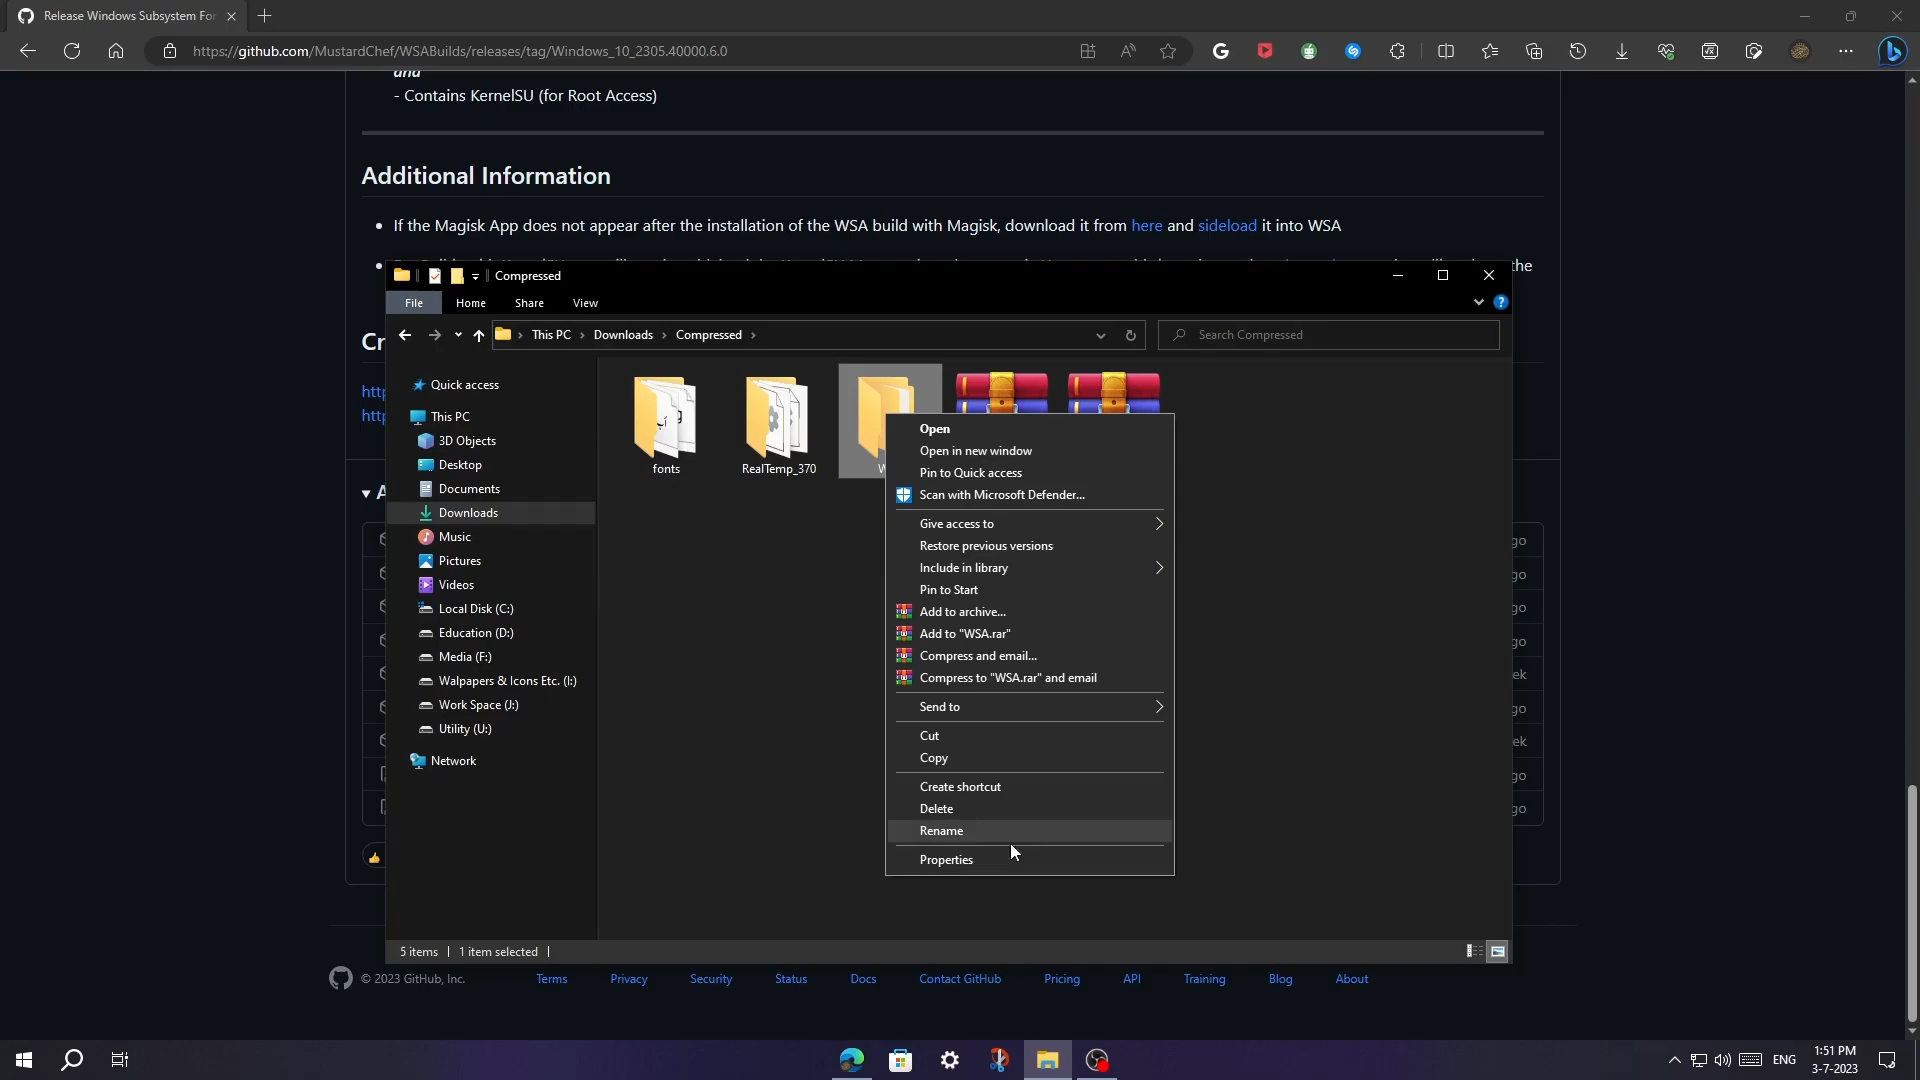 Release Windows Subsystem For
https://github.com/MustardChef/WSABuilds/releases/tag/Windows_10_2305.40000.6.0
and
- Contains KernelSU (for Root Access)
Additional Information
If the Magisk App does not appear after the installation of the WSA build with Magisk, download it from here and sideload it into WSA
the
Compressed
File
Home
Share
View
This PC
Downloads
Compressed
Search Compressed
Quick access
This PC
3D Objects
Desktop
Documents
Downloads
Music
Pictures
Videos
Local Disk (C:)
Education (D:)
Media (F:)
Walpapers & Icons Etc. (I:)
Work Space (J:)
Utility (U:)
Network
fonts
RealTemp_370
Open
Open in new window
Pin to Quick access
Scan with Microsoft Defender...
Give access to
Restore previous versions
Include in library
Pin to Start
Add to archive...
Add to "WSA.rar"
Compress and email...
Compress to "WSA.rar" and email
Send to
Cut
Copy
Create shortcut
Delete
Rename
Properties
5 items
1 item selected
© 2023 GitHub, Inc.
Terms
Privacy
Security
Status
Docs
Contact GitHub
Pricing
API
Training
Blog
About
ENG
1:51 PM
3-7-2023